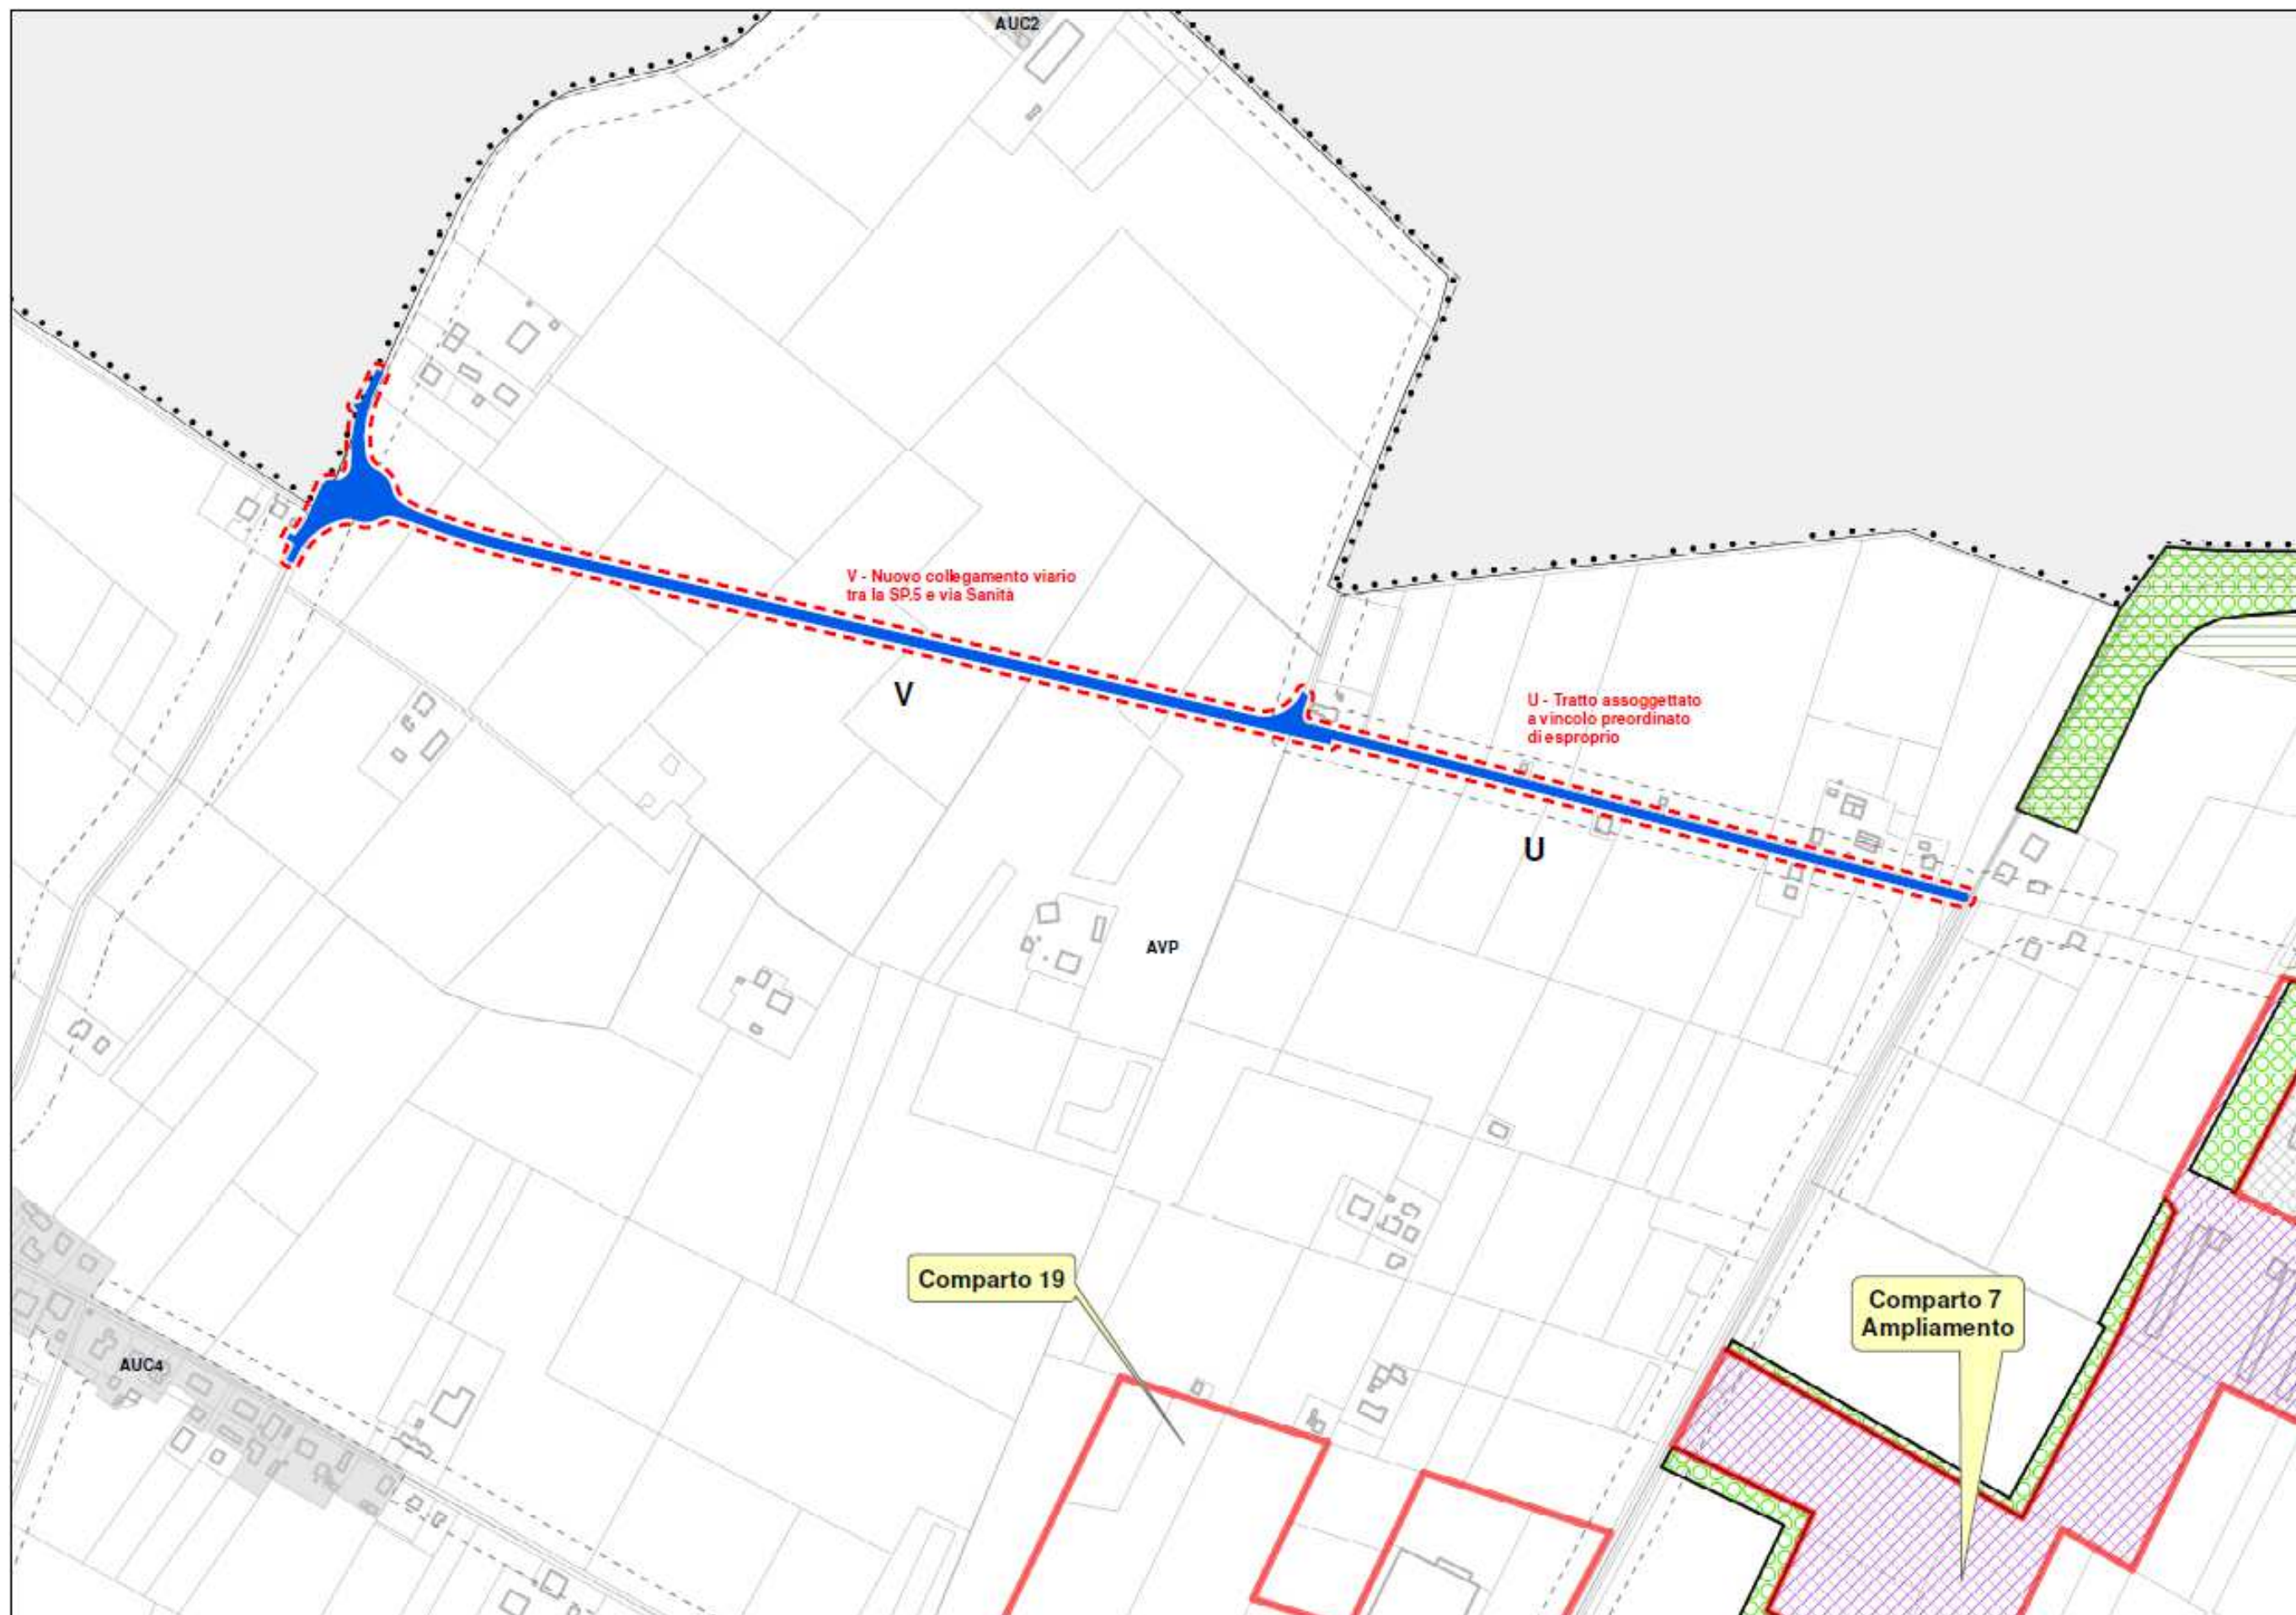 AUC2
V - Nuovo collegamento viario
tra la SP.5 e via Sanità
V
U - Tratto assoggettato
a vincolo preordinato
di esproprio
U
AVP
Comparto 19
Comparto 7
Ampliamento
AUC4